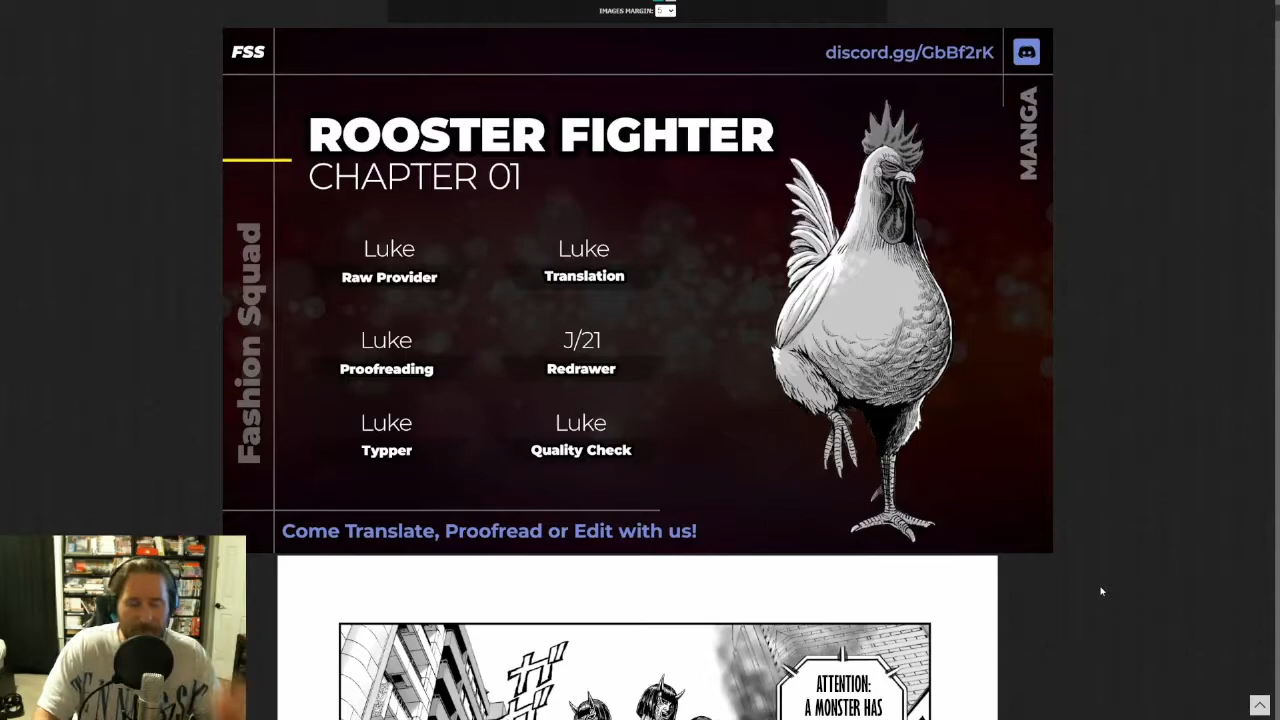 IMAGES MARGIN: 5
FSS
discord.gg/GbBf2rK
MANGA
ROOSTER FIGHTER
CHAPTER 01
Fashion Squad
Luke
Raw Provider
Luke
Translation
Luke
Proofreading
J/21
Redrawer
Luke
Typper
Luke
Quality Check
Come Translate, Proofread or Edit with us!
ATTENTION:
A MONSTER HAS